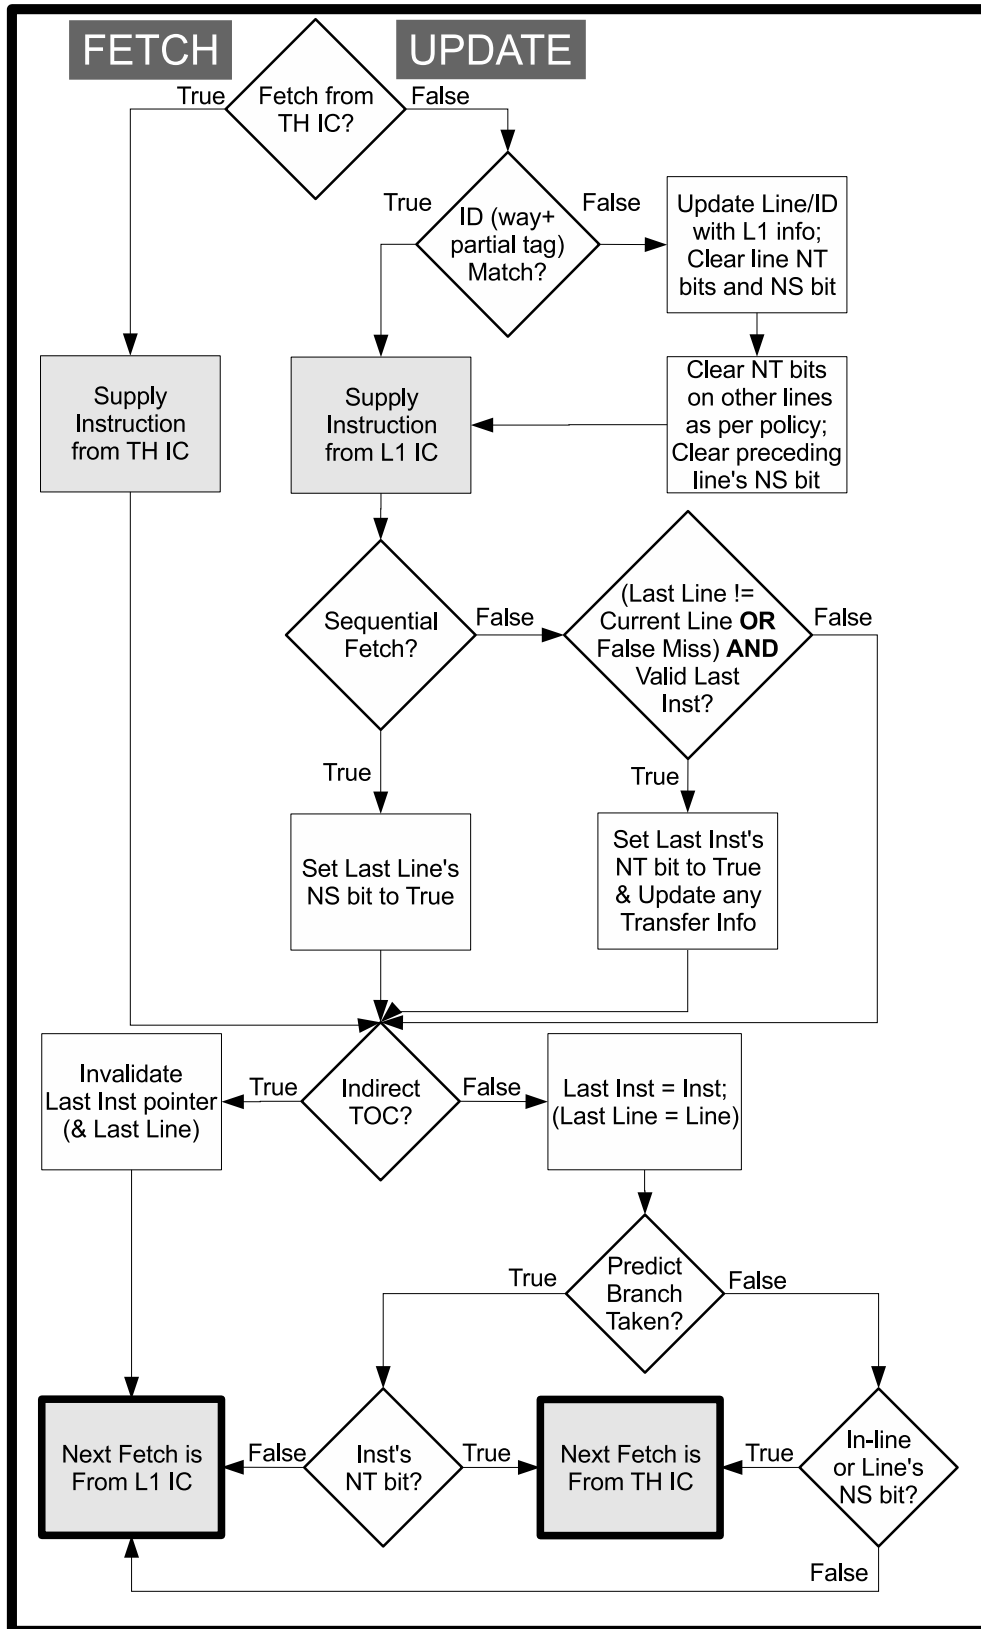 FETCH
UPDATE
True
Fetch from
TH IC?
False
True
ID (way+
partial tag)
Match?
False
Update Line/ID
with L1 info;
Clear line NT
bits and NS bit
Supply
Instruction
from TH IC
Supply
Instruction
from L1 IC
Clear NT bits
on other lines
as per policy;
Clear preceding
line's NS bit
Sequential
Fetch?
False
(Last Line !=
Current Line OR
False Miss) AND
Valid Last
Inst?
False
True
True
Set Last Line's
NS bit to True
Set Last Inst's
NT bit to True
& Update any
Transfer Info
Invalidate
Last Inst pointer
(& Last Line)
True
Indirect
TOC?
False
Last Inst = Inst;
(Last Line = Line)
True
Predict
Branch
Taken?
False
Next Fetch is
From L1 IC
False
Inst's
NT bit?
True
Next Fetch is
From TH IC
True
In-line
or Line's
NS bit?
False